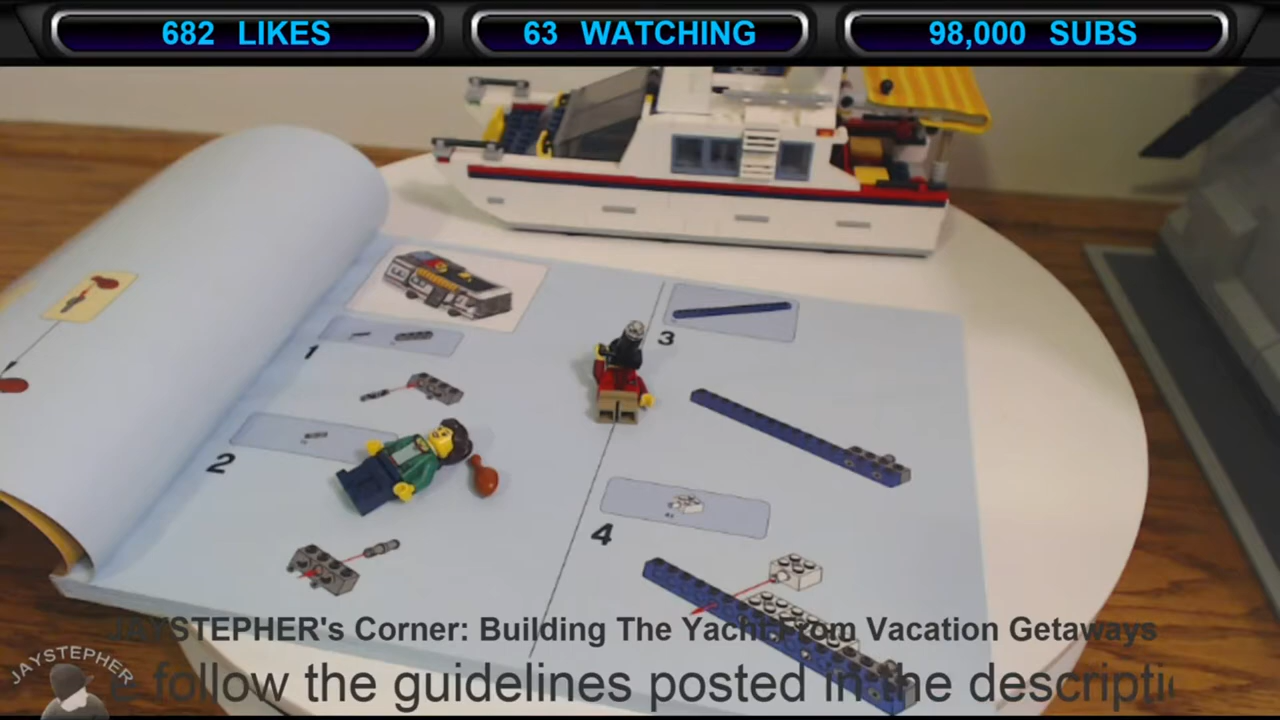 682 LIKES
63 WATCHING
98,000 SUBS
1
2
3
4
JAYSTEPHER's Corner: Building The Yacht From Vacation Getaways
e follow the guidelines posted in the descripti
JAYSTEPHER